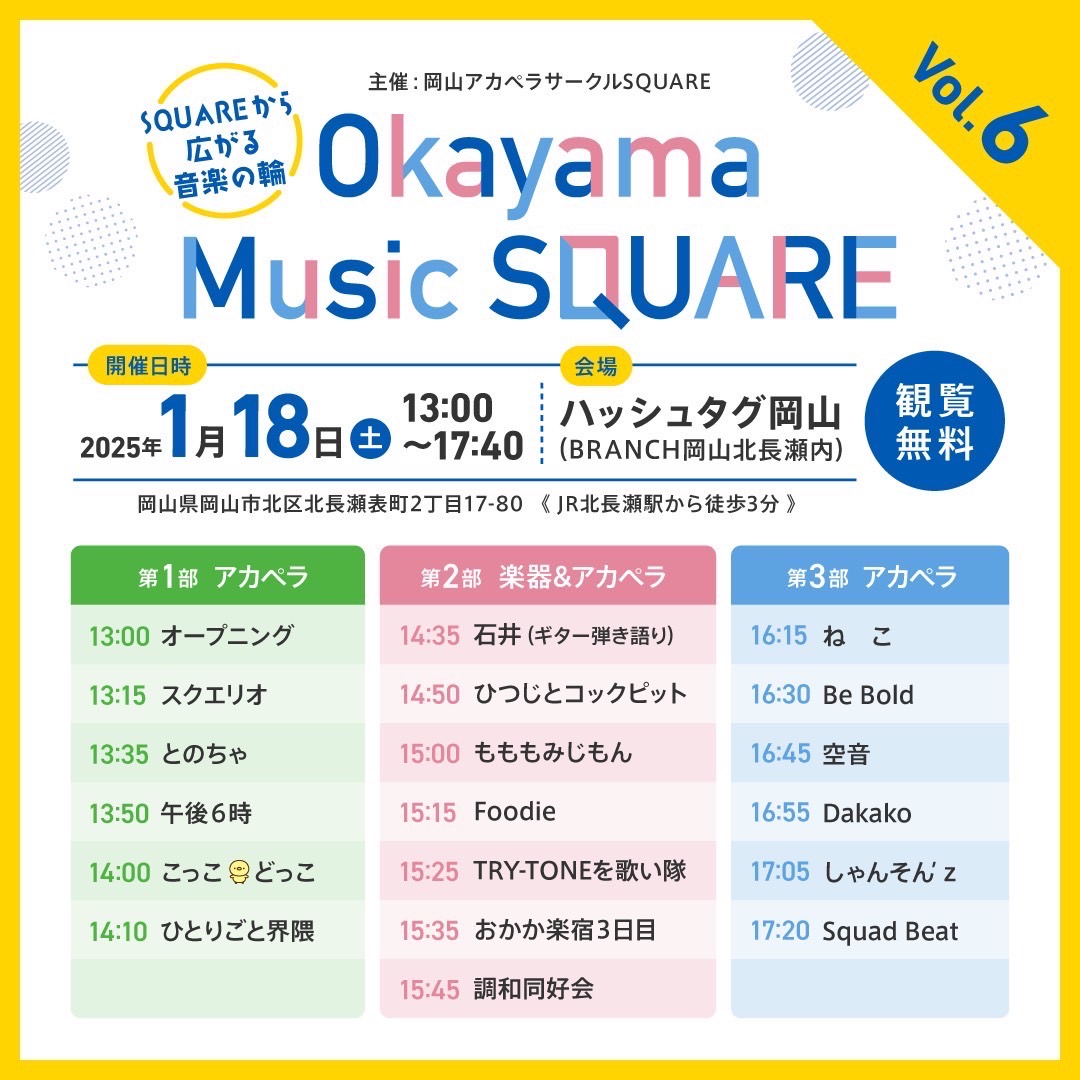 主催：岡山アカペラサークルSQUARE
Vol.6
SQUAREから
広がる
音楽の輪
Okayama
Music SQUARE
開催日時
2025年1月18日 土 13:00
～17:40
会場
ハッシュタグ岡山
(BRANCH岡山北長瀬内)
観覧
無料
岡山県岡山市北区北長瀬表町2丁目17-80 《 JR北長瀬駅から徒歩3分 》
第1部 アカペラ
13:00 オープニング
13:15 スクエリオ
13:35 とのちゃ
13:50 午後6時
14:00 こっこ どっこ
14:10 ひとりごと界隈
第2部 楽器&アカペラ
14:35 石井 (ギター弾き語り)
14:50 ひつじとコックピット
15:00 もももみじもん
15:15 Foodie
15:25 TRY-TONEを歌い隊
15:35 おかか楽宿3日目
15:45 調和同好会
第3部 アカペラ
16:15 ね　こ
16:30 Be Bold
16:45 空音
16:55 Dakako
17:05 しゃんそん’z
17:20 Squad Beat